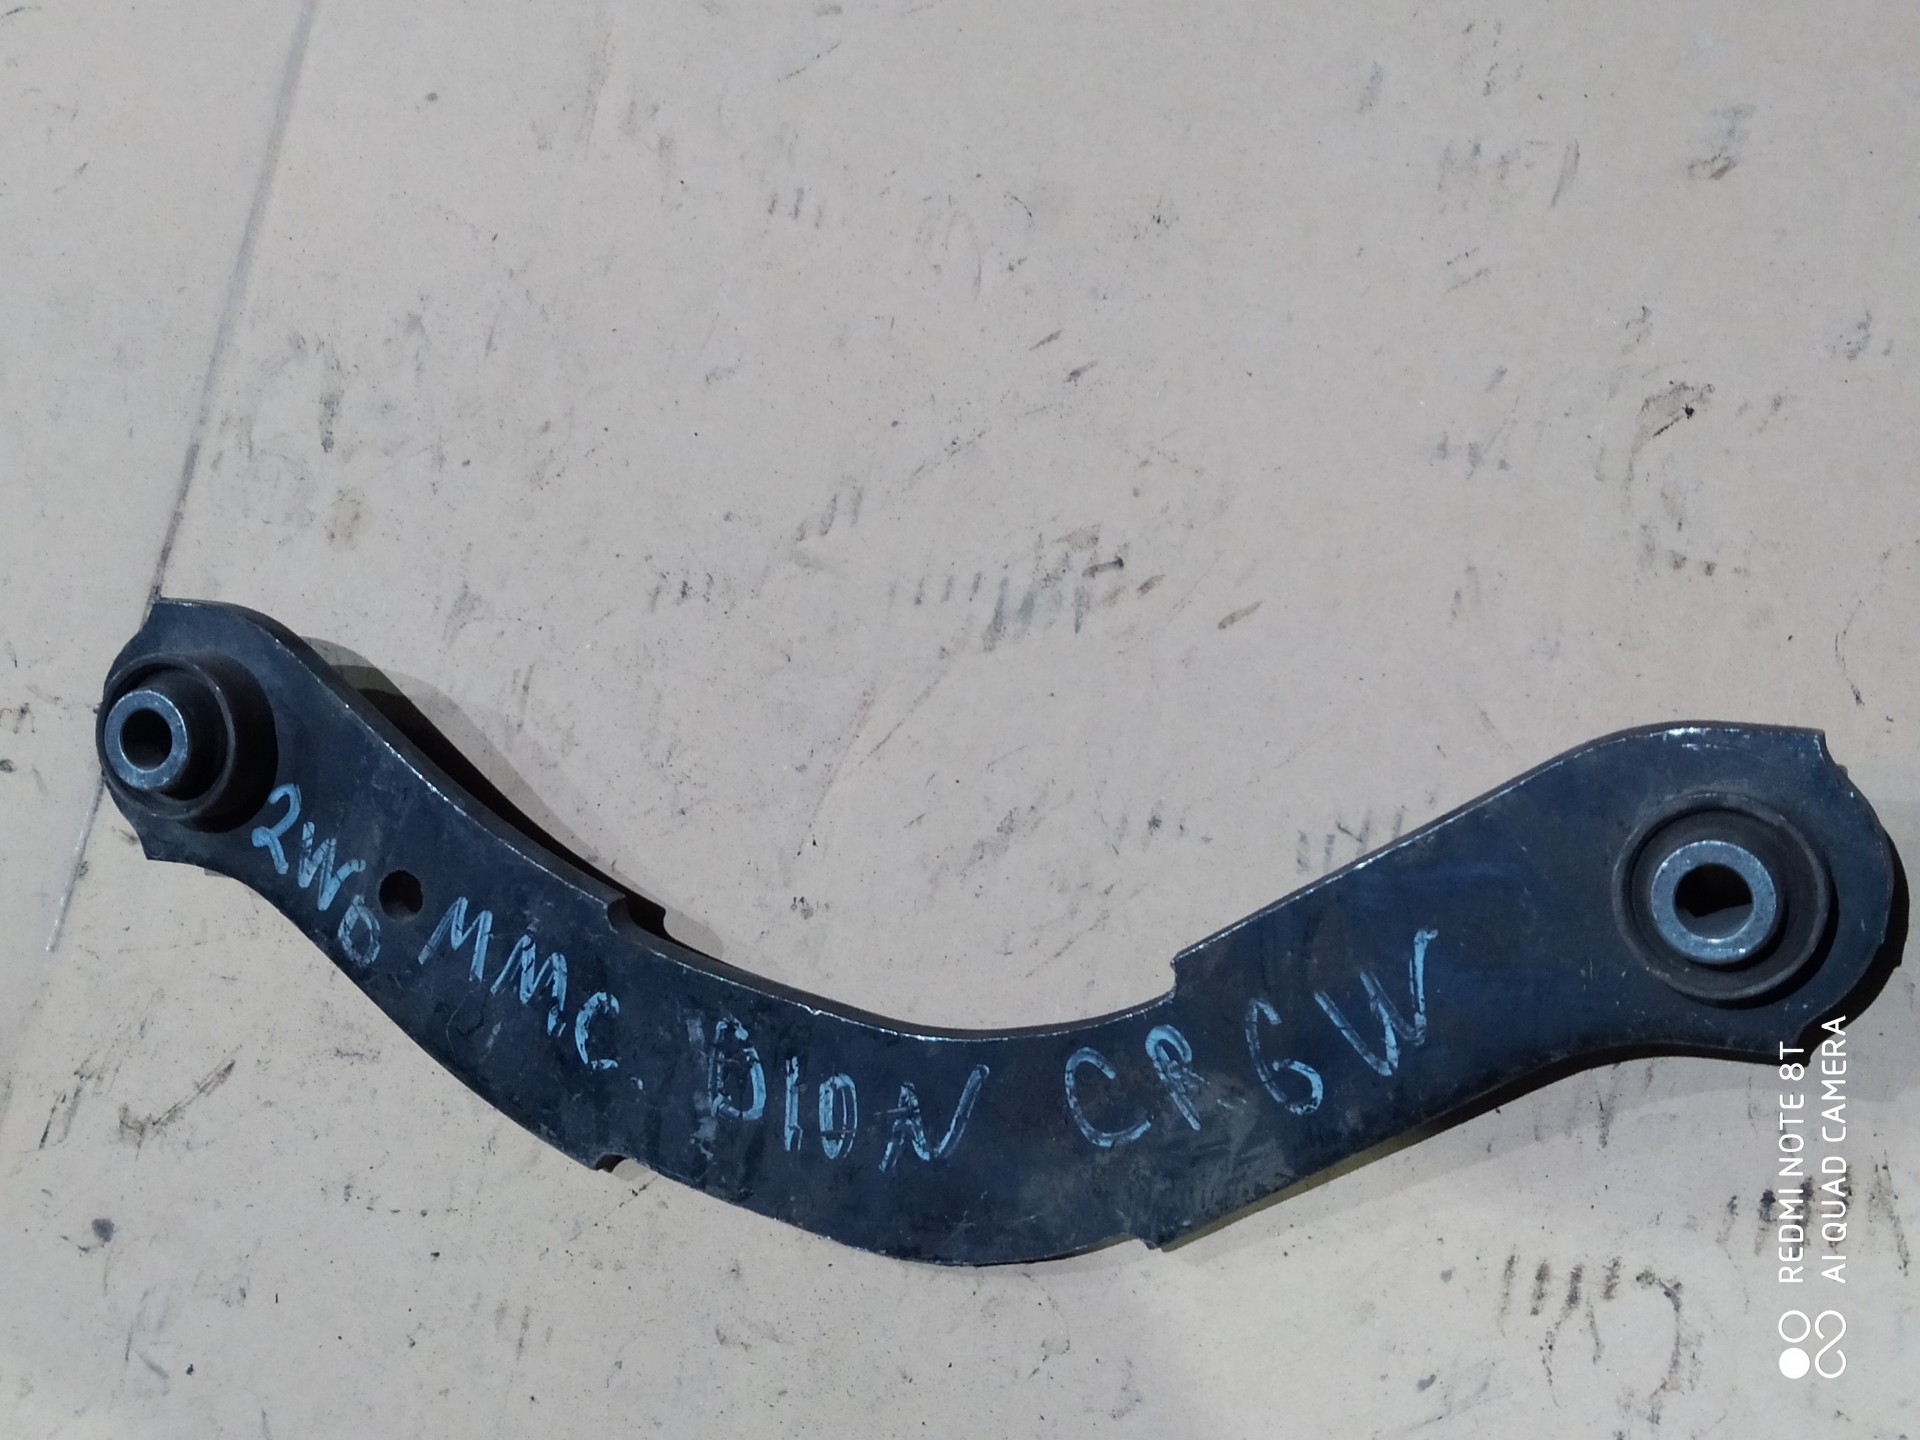 2WD MMC. DION CR6W
REDMI NOTE 8T
AI QUAD CAMERA